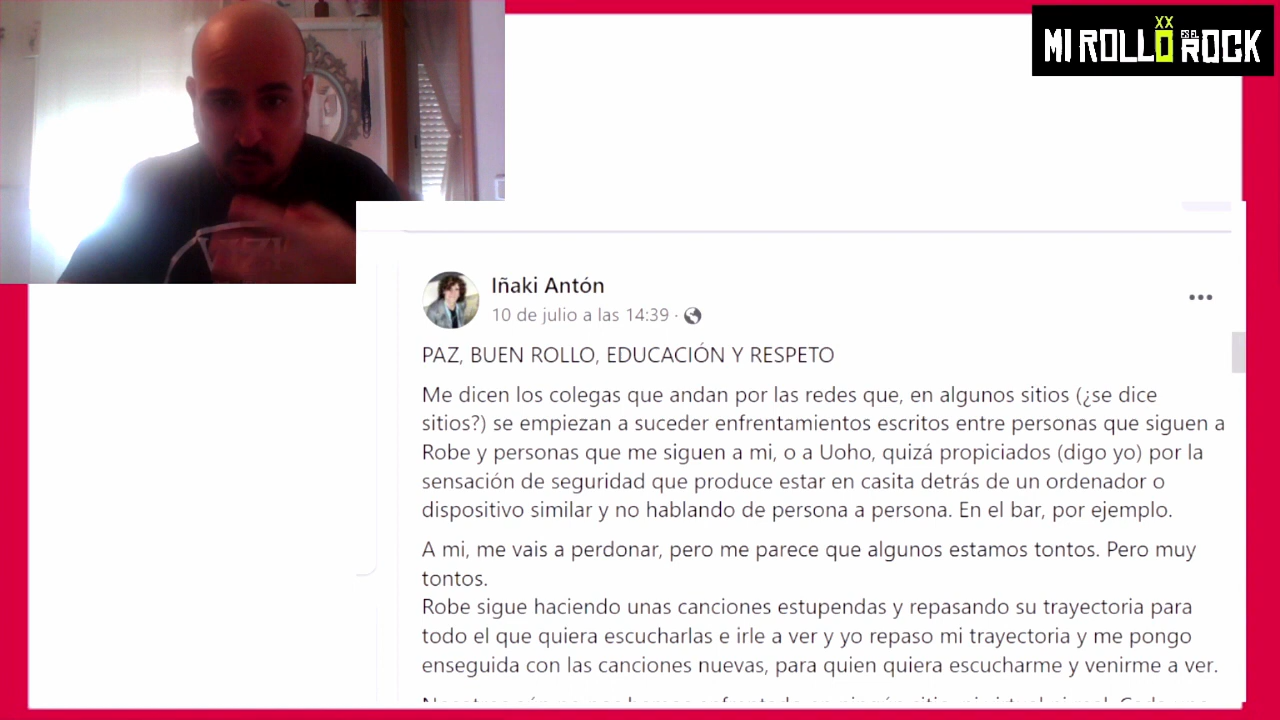 MI ROLLO
ROCK
Iñaki Antón
10 de julio a las 14:39 ·
PAZ, BUEN ROLLO, EDUCACIÓN Y RESPETO
Me dicen los colegas que andan por las redes que, en algunos sitios (¿se dice
sitios?) se empiezan a suceder enfrentamientos escritos entre personas que siguen a
Robe y personas que me siguen a mi, o a Uoho, quizá propiciados (digo yo) por la
sensación de seguridad que produce estar en casita detrás de un ordenador o
dispositivo similar y no hablando de persona a persona. En el bar, por ejemplo.
A mi, me vais a perdonar, pero me parece que algunos estamos tontos. Pero muy
tontos.
Robe sigue haciendo unas canciones estupendas y repasando su trayectoria para
todo el que quiera escucharlas e irle a ver y yo repaso mi trayectoria y me pongo
enseguida con las canciones nuevas, para quien quiera escucharme y venirme a ver.